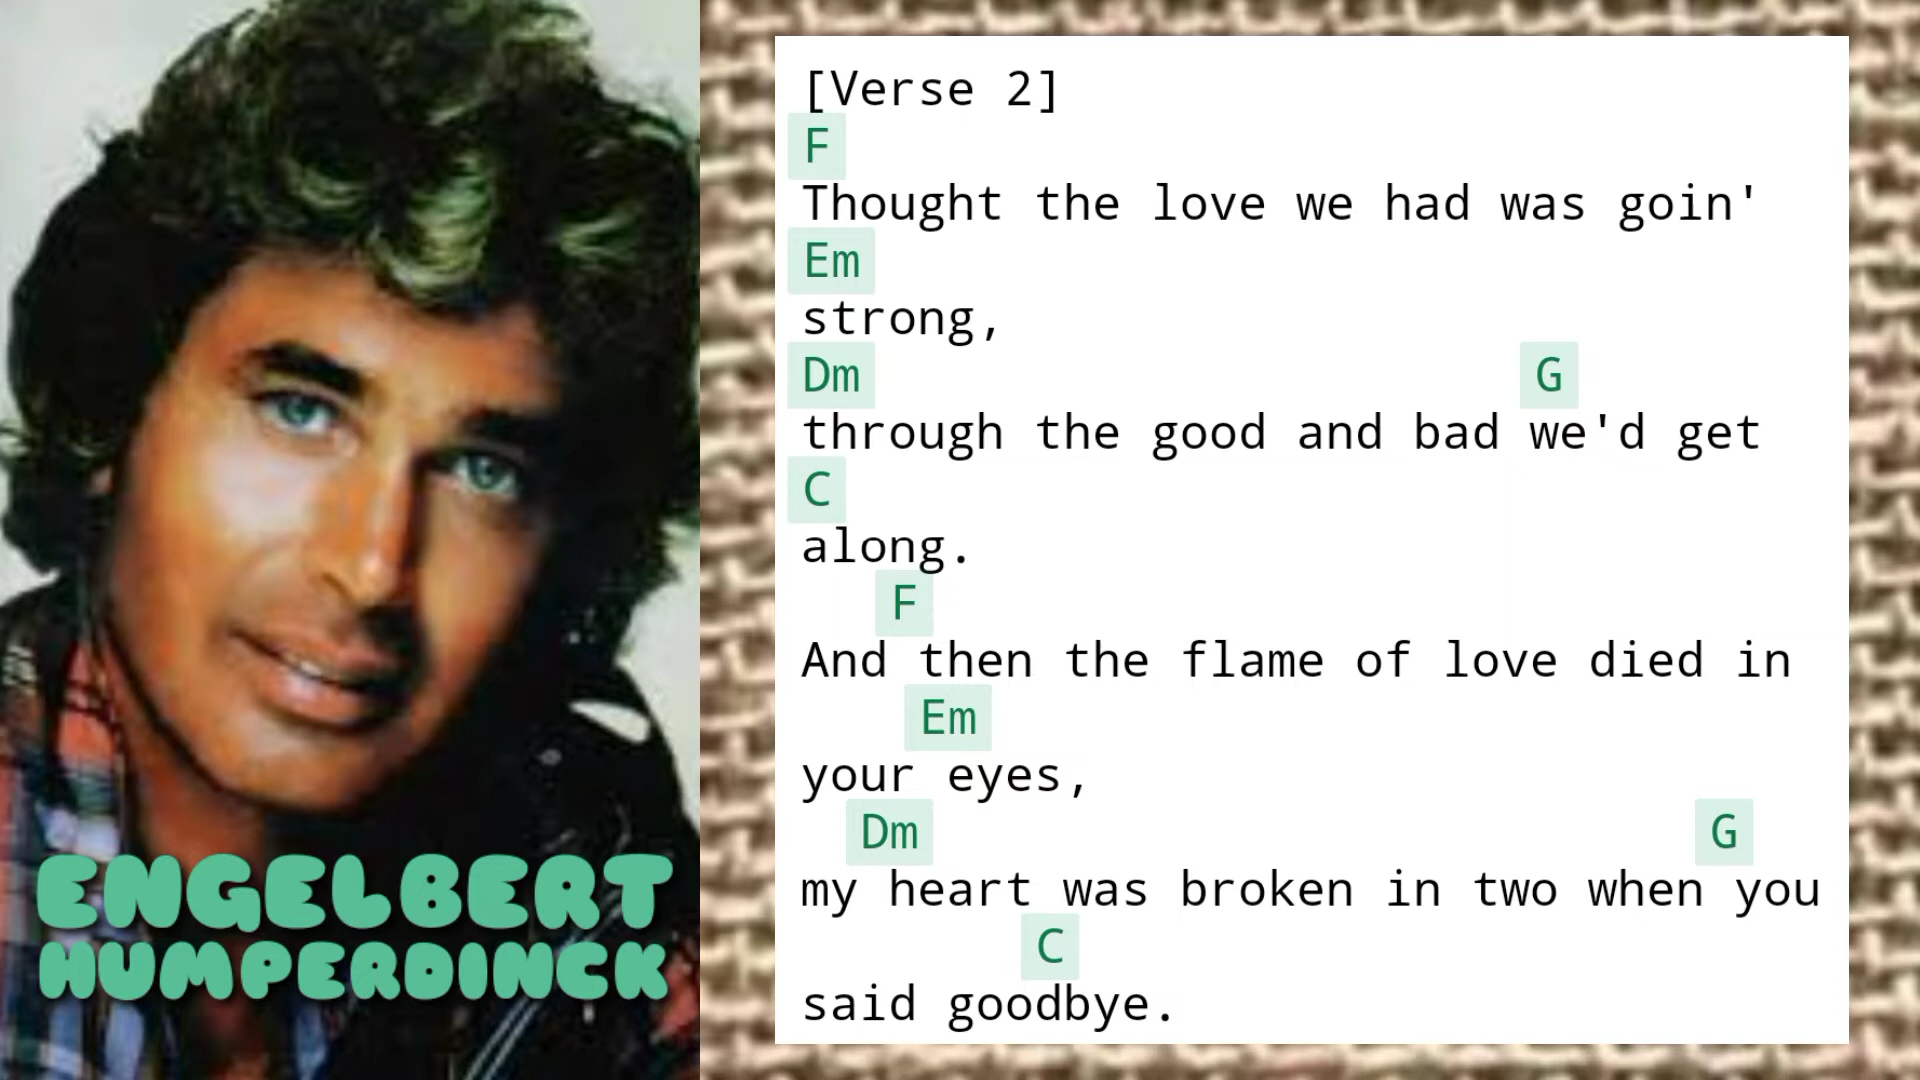 ENGELBERT
HUMPERDINCK
[Verse 2]
F
Thought the love we had was goin'
Em
strong,
Dm G
through the good and bad we'd get
C
along.
F
And then the flame of love died in
Em
your eyes,
Dm G
my heart was broken in two when you
C
said goodbye.